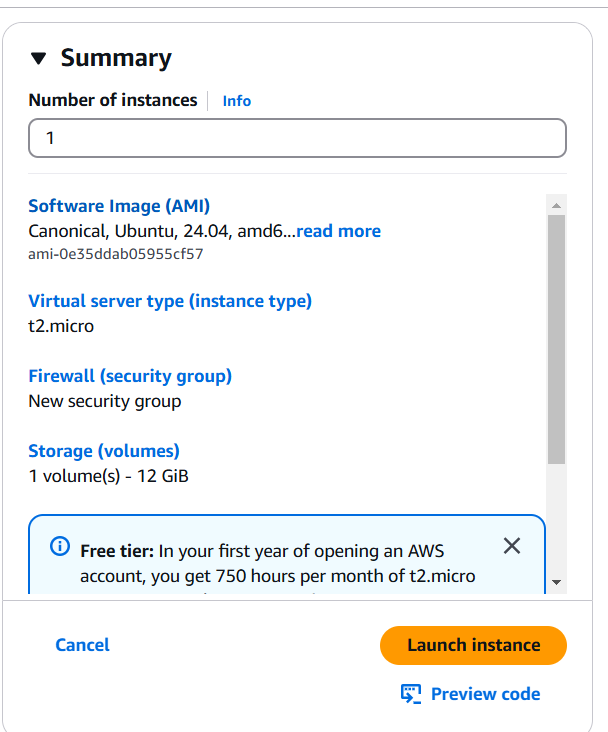 Summary
Number of instances Info
1
Software Image (AMI)
Canonical, Ubuntu, 24.04, amd6...read more
ami-0e35ddab05955cf57
Virtual server type (instance type)
t2.micro
Firewall (security group)
New security group
Storage (volumes)
1 volume(s) - 12 GiB
Free tier: In your first year of opening an AWS
account, you get 750 hours per month of t2.micro
Cancel
Launch instance
Preview code